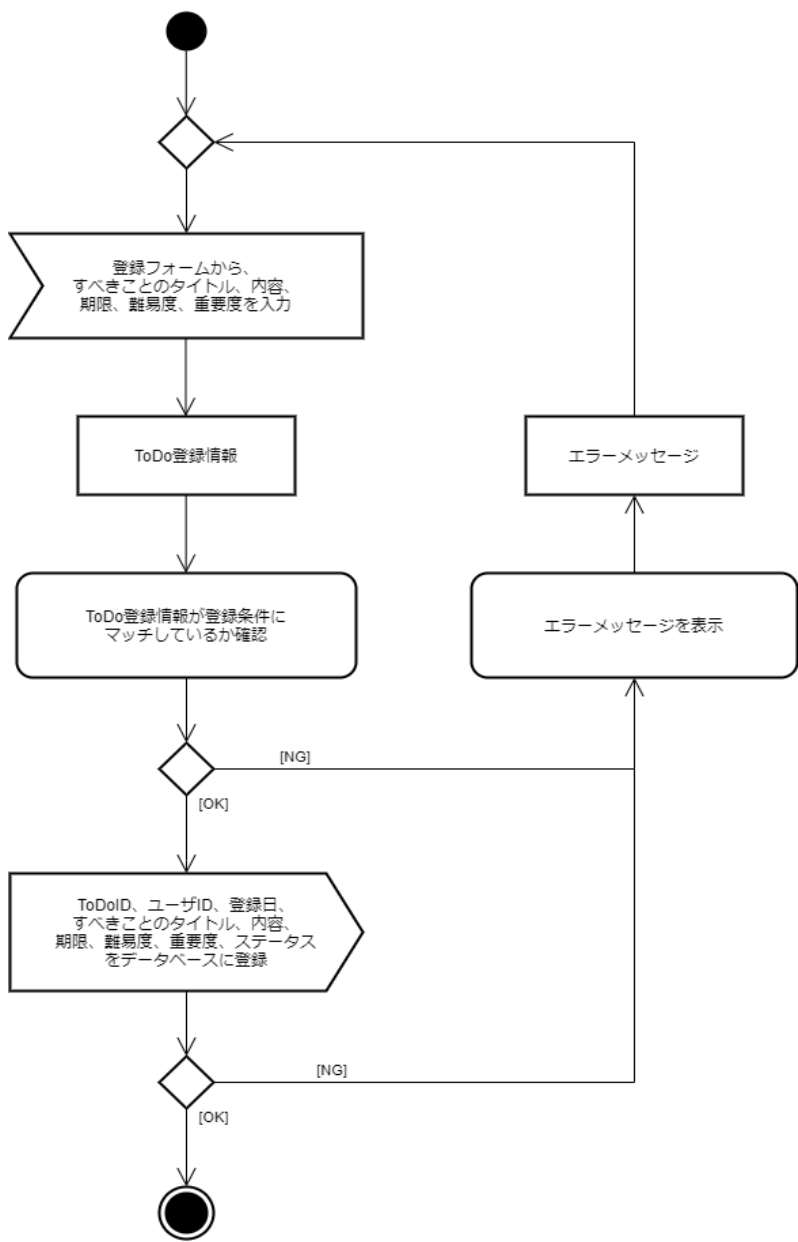 登録フォームから、
すべきことのタイトル、内容、
期限、難易度、重要度を入力
ToDo登録情報
エラーメッセージ
ToDo登録情報が登録条件に
マッチしているか確認
エラーメッセージを表示
[NG]
[OK]
ToDoID、ユーザID、登録日、
すべきことのタイトル、内容、
期限、難易度、重要度、ステータス
をデータベースに登録
[NG]
[OK]